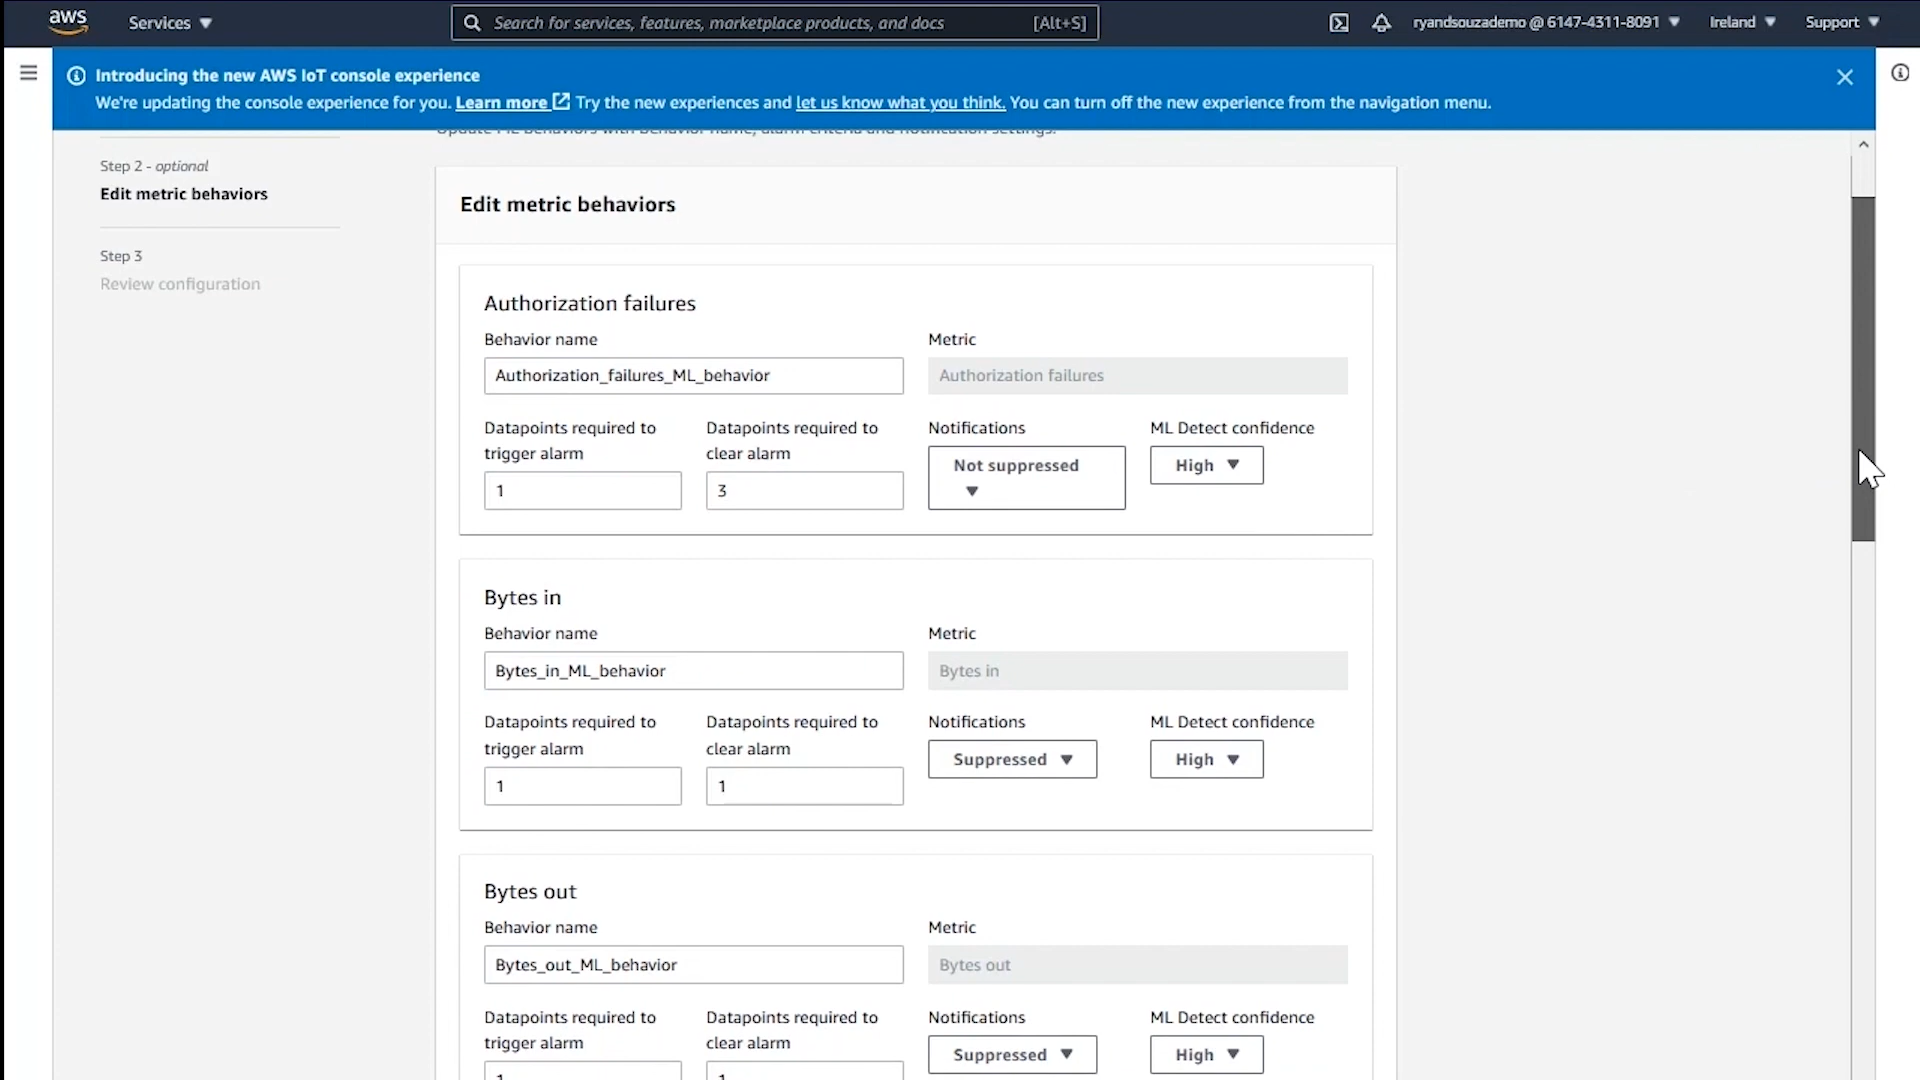 aws Services Search for services, features, marketplace products, and docs [Alt+S] ryandsouzademo @ 6147-4311-8091 Ireland Support
Introducing the new AWS IoT console experience
We're updating the console experience for you. Learn more Try the new experiences and let us know what you think. You can turn off the new experience from the navigation menu.
Update ML behaviors with Behavior name, alarm criteria and notification settings.
Step 2 - optional
Edit metric behaviors
Step 3
Review configuration
Edit metric behaviors
Authorization failures
Behavior name Metric
Authorization_failures_ML_behavior Authorization failures
Datapoints required to trigger alarm Datapoints required to clear alarm Notifications ML Detect confidence
1 3 Not suppressed High
Bytes in
Behavior name Metric
Bytes_in_ML_behavior Bytes in
Datapoints required to trigger alarm Datapoints required to clear alarm Notifications ML Detect confidence
1 1 Suppressed High
Bytes out
Behavior name Metric
Bytes_out_ML_behavior Bytes out
Datapoints required to trigger alarm Datapoints required to clear alarm Notifications ML Detect confidence
Suppressed High